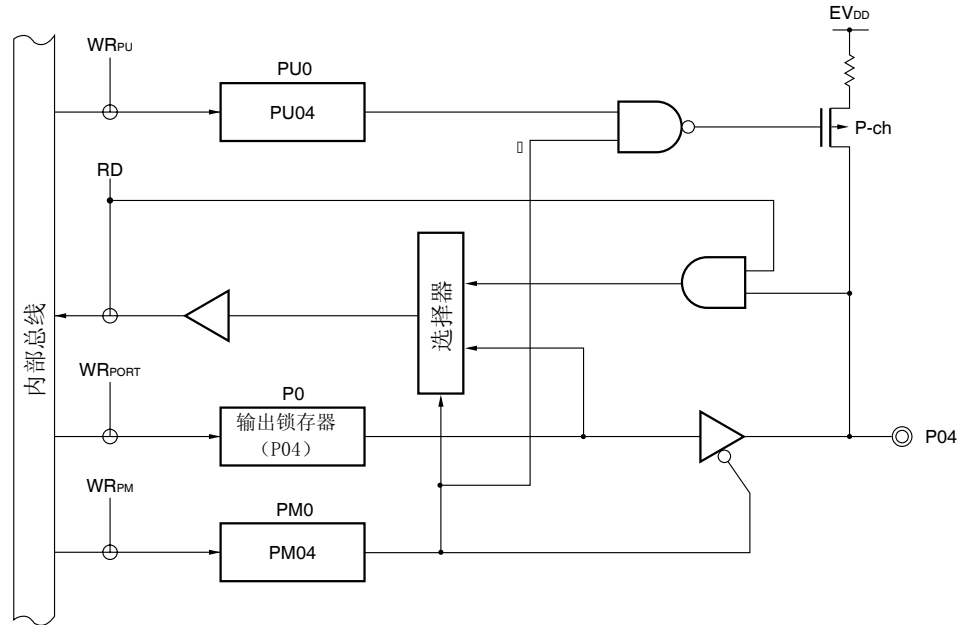 EVDD
WRPU
PU0
PU04
P-ch
RD
内部总线
选择器
WRPORT
P0
输出锁存器
(P04)
P04
WRPM
PM0
PM04